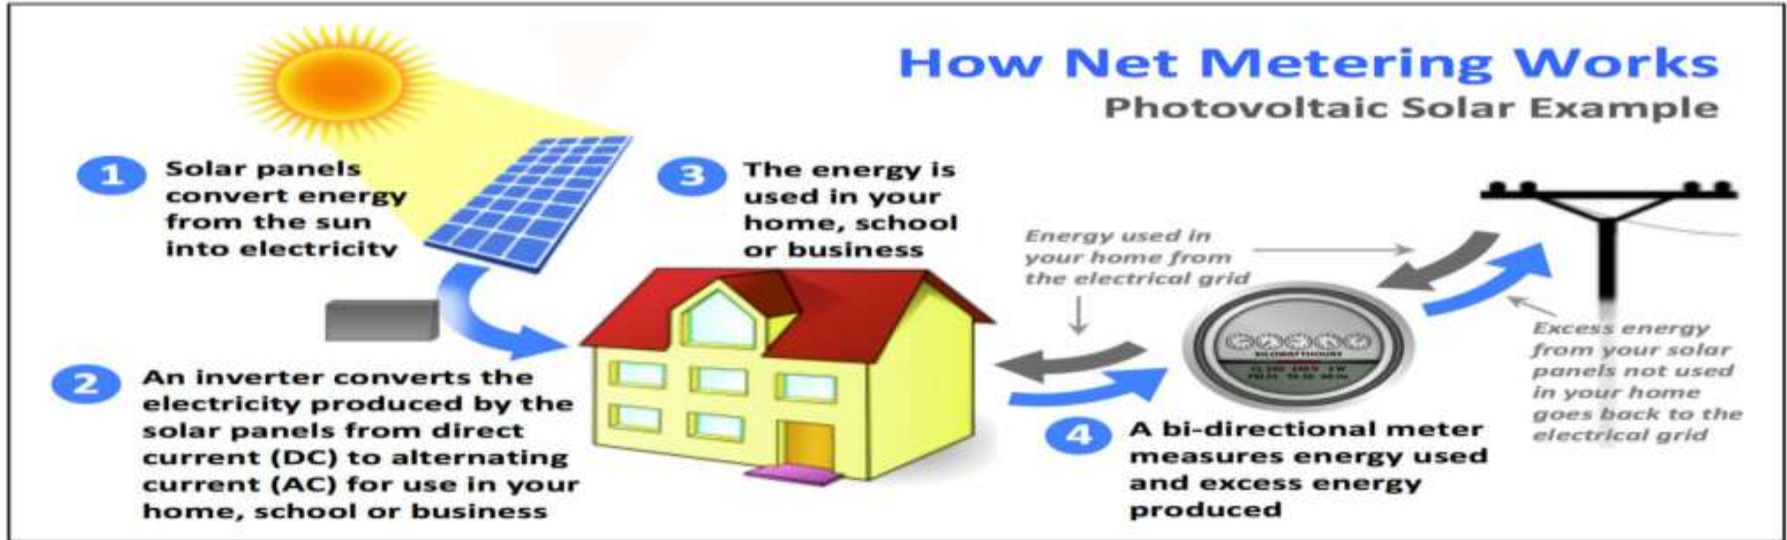 How Net Metering Works
Photovoltaic Solar Example
1
Solar panels
convert energy
from the sun
into electricity
2
An inverter converts the
electricity produced by the
solar panels from direct
current (DC) to alternating
current (AC) for use in your
home, school or business
3
The energy is
used in your
home, school
or business
Energy used in
your home from
the electrical grid
KILOWATTHOURS
4
A bi-directional meter
measures energy used
and excess energy
produced
Excess energy
from your solar
panels not used
in your home
goes back to the
electrical grid